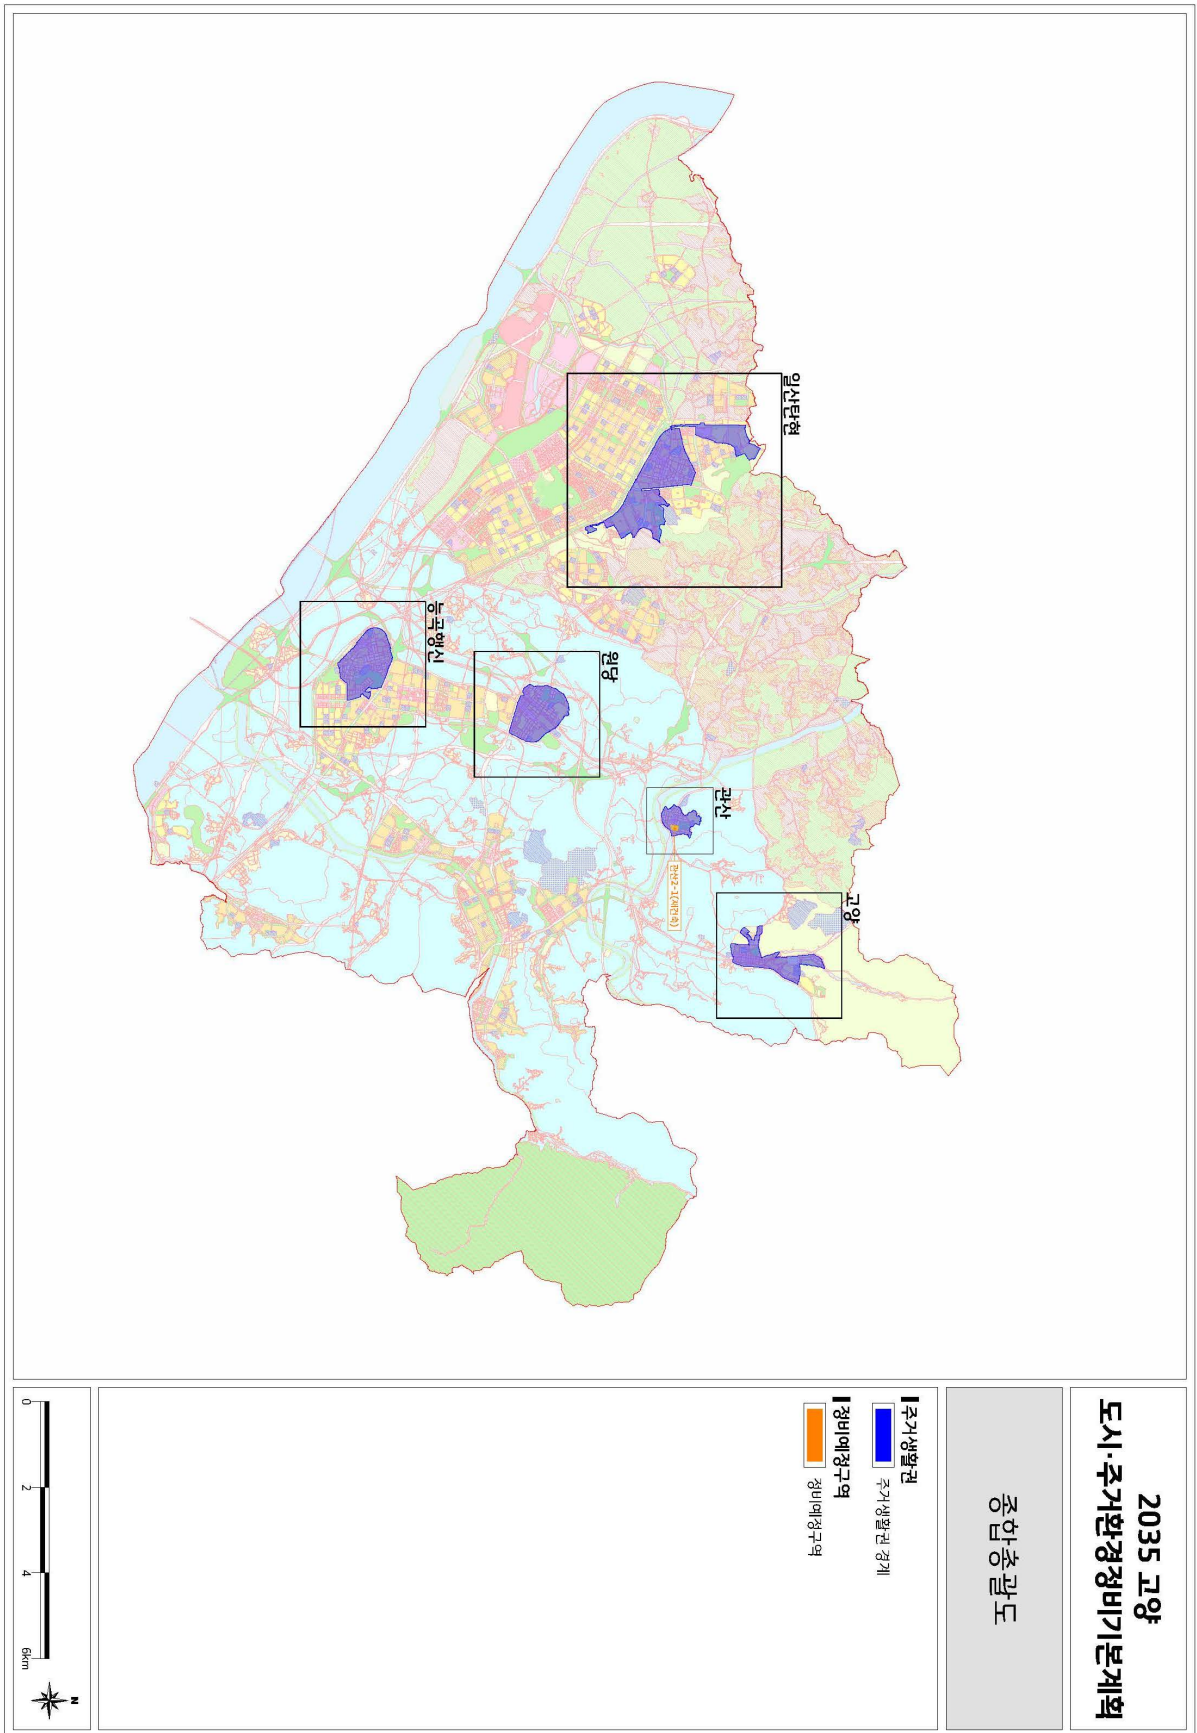 2035 고양
도시·주거환경정비기본계획
종합총괄도
주거생활권
주거생활권 경계
정비예정구역
정비예정구역
일산탄현
능곡행신
원당
관산
관산2-1(재건축)
고양
0
2
4
6km
N